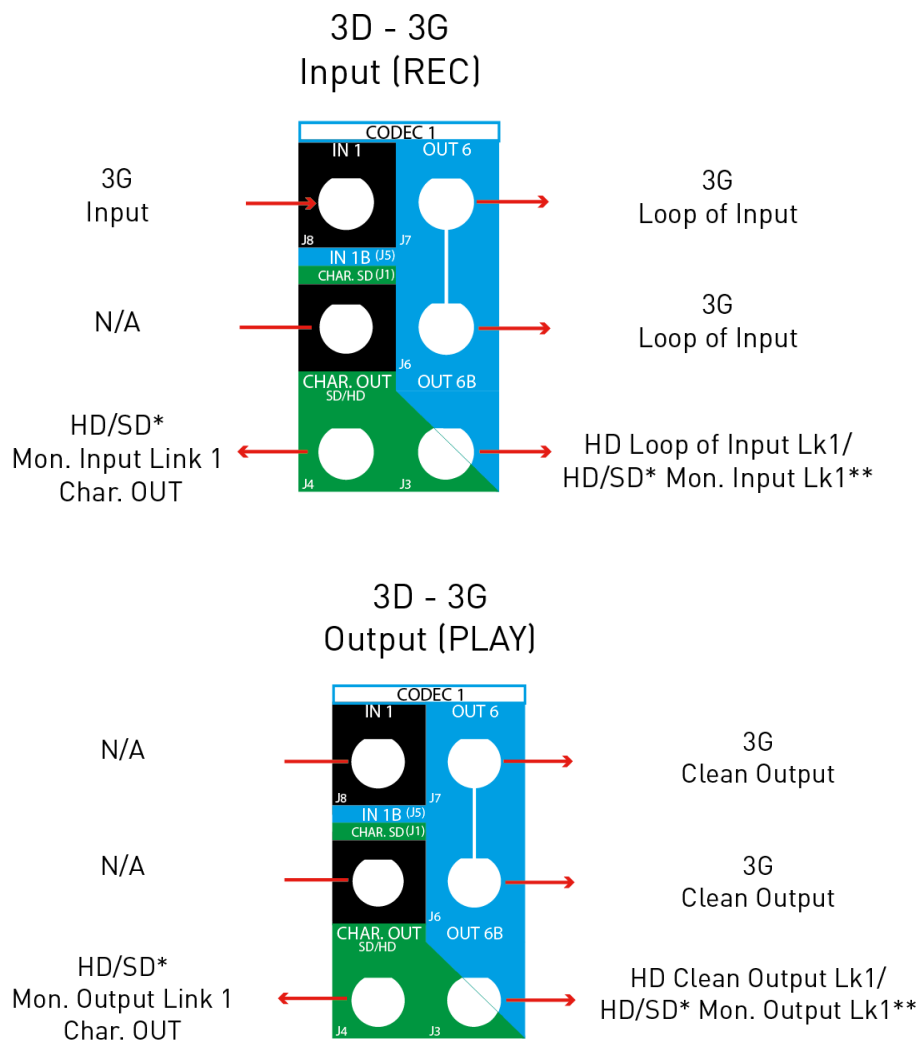 3D - 3G
Input (REC)
CODEC 1
IN 1
OUT 6
3G
Input
J8
J7
3G
Loop of Input
IN 1B (J5)
CHAR. SD (J1)
N/A
J6
3G
Loop of Input
CHAR. OUT
SD/HD
OUT 6B
HD/SD*
Mon. Input Link 1
Char. OUT
J4
J3
HD Loop of Input Lk1/
HD/SD* Mon. Input Lk1**
3D - 3G
Output (PLAY)
CODEC 1
IN 1
OUT 6
N/A
J8
J7
3G
Clean Output
IN 1B (J5)
CHAR. SD (J1)
N/A
J6
3G
Clean Output
CHAR. OUT
SD/HD
OUT 6B
HD/SD*
Mon. Output Link 1
Char. OUT
J4
J3
HD Clean Output Lk1/
HD/SD* Mon. Output Lk1**